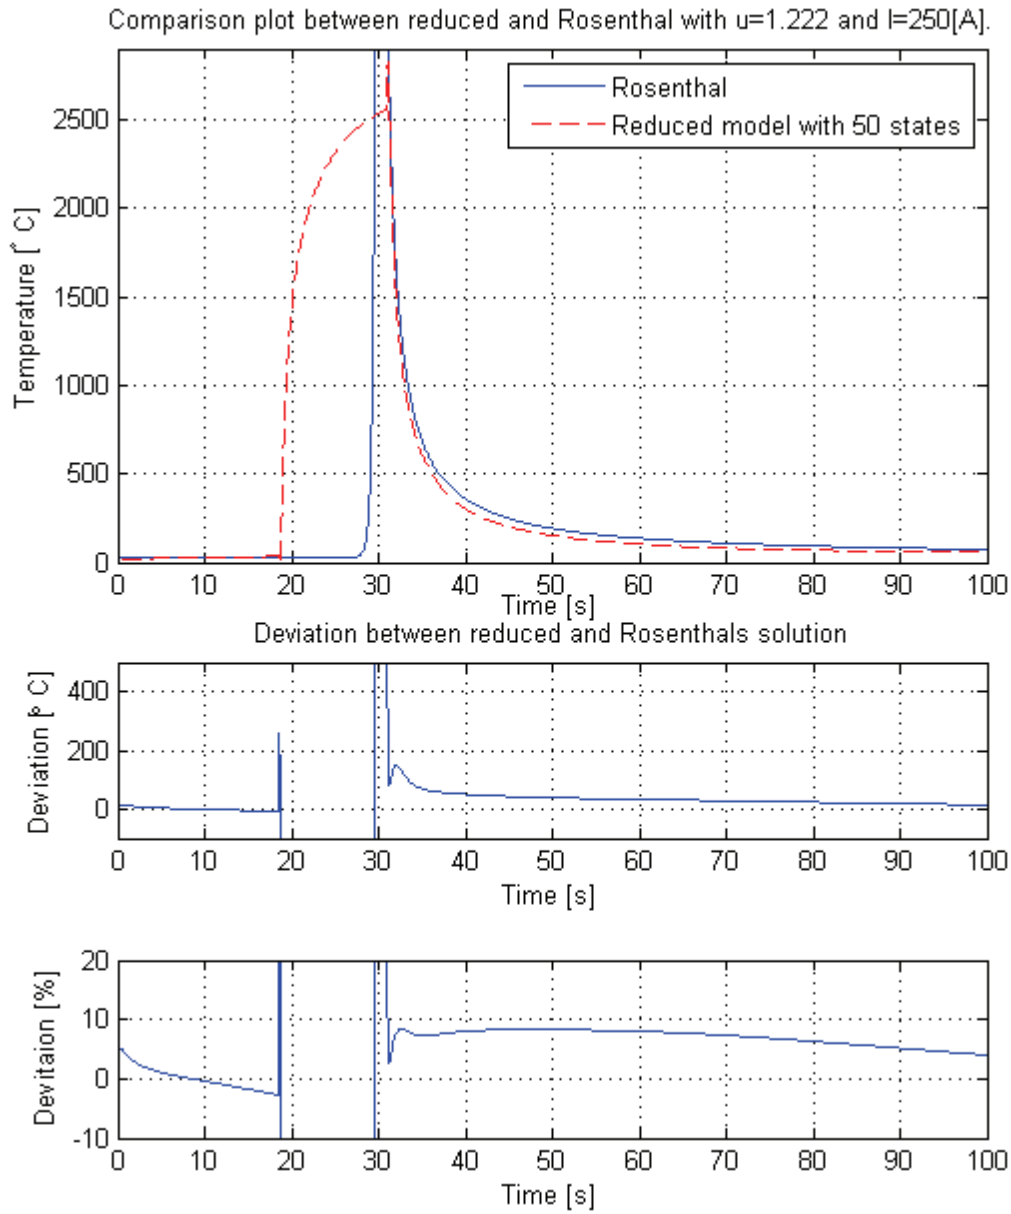 Comparison plot between reduced and Rosenthal with u=1.222 and I=250[A].
Rosenthal
Reduced model with 50 states
Temperature [° C]
2500
2000
1500
1000
500
0
0 10 20 30 40 50 60 70 80 90 100
Time [s]
Deviation between reduced and Rosenthals solution
Deviation [° C]
400
200
0
0 10 20 30 40 50 60 70 80 90 100
Time [s]
Devitaion [%]
20
10
0
-10
0 10 20 30 40 50 60 70 80 90 100
Time [s]